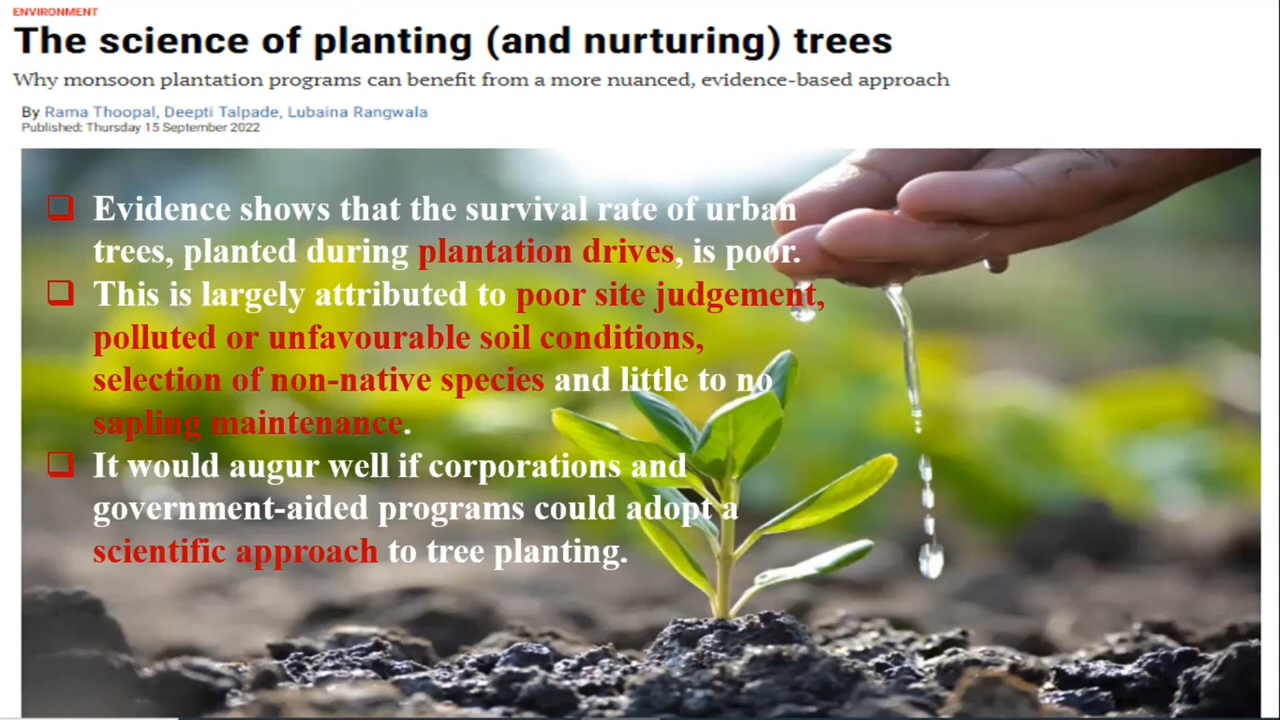 ENVIRONMENT
The science of planting (and nurturing) trees
Why monsoon plantation programs can benefit from a more nuanced, evidence-based approach
By Rama Thoopal, Deepti Talpade, Lubaina Rangwala
Published: Thursday 15 September 2022
❑ Evidence shows that the survival rate of urban
trees, planted during plantation drives, is poor.
❑ This is largely attributed to poor site judgement,
polluted or unfavourable soil conditions,
selection of non-native species and little to no
sapling maintenance.
❑ It would augur well if corporations and
government-aided programs could adopt a
scientific approach to tree planting.